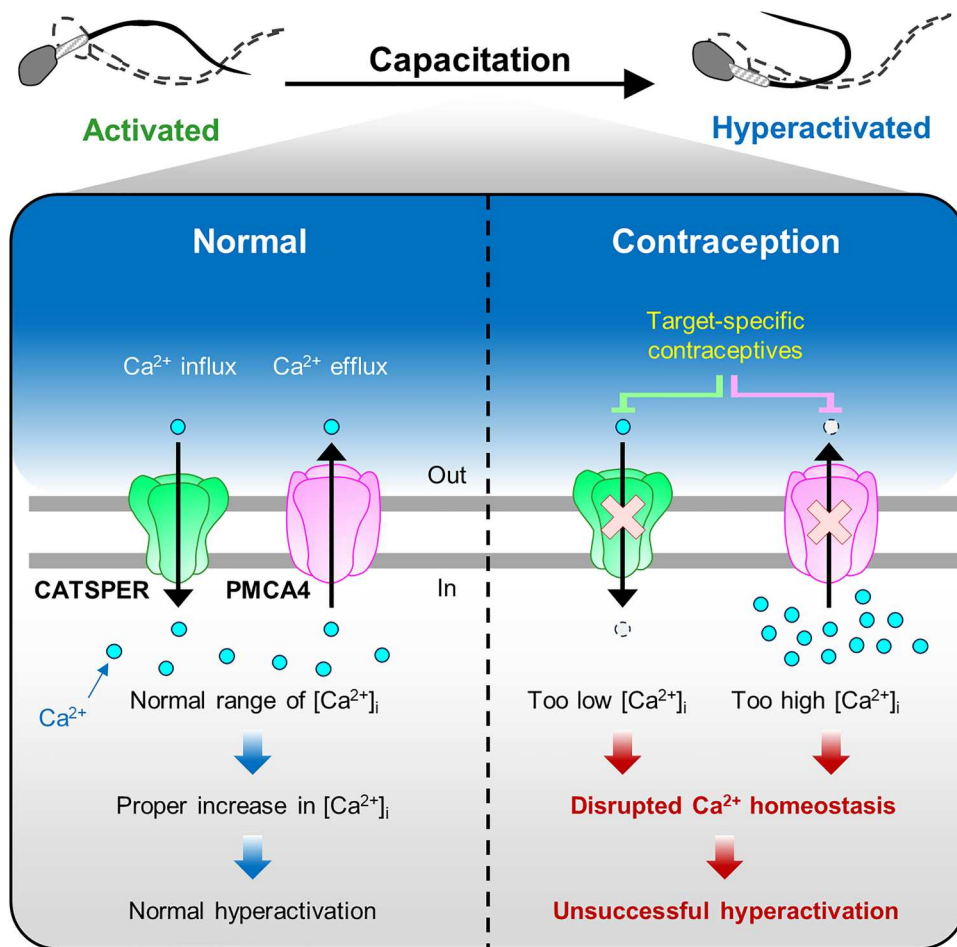 Capacitation
Activated
Hyperactivated
Normal
Contraception
Target-specific
contraceptives
Ca²⁺ influx
Ca²⁺ efflux
Out
In
CATSPER
PMCA4
Ca²⁺
Normal range of [Ca²⁺]ᵢ
Too low [Ca²⁺]ᵢ
Too high [Ca²⁺]ᵢ
Proper increase in [Ca²⁺]ᵢ
Disrupted Ca²⁺ homeostasis
Normal hyperactivation
Unsuccessful hyperactivation